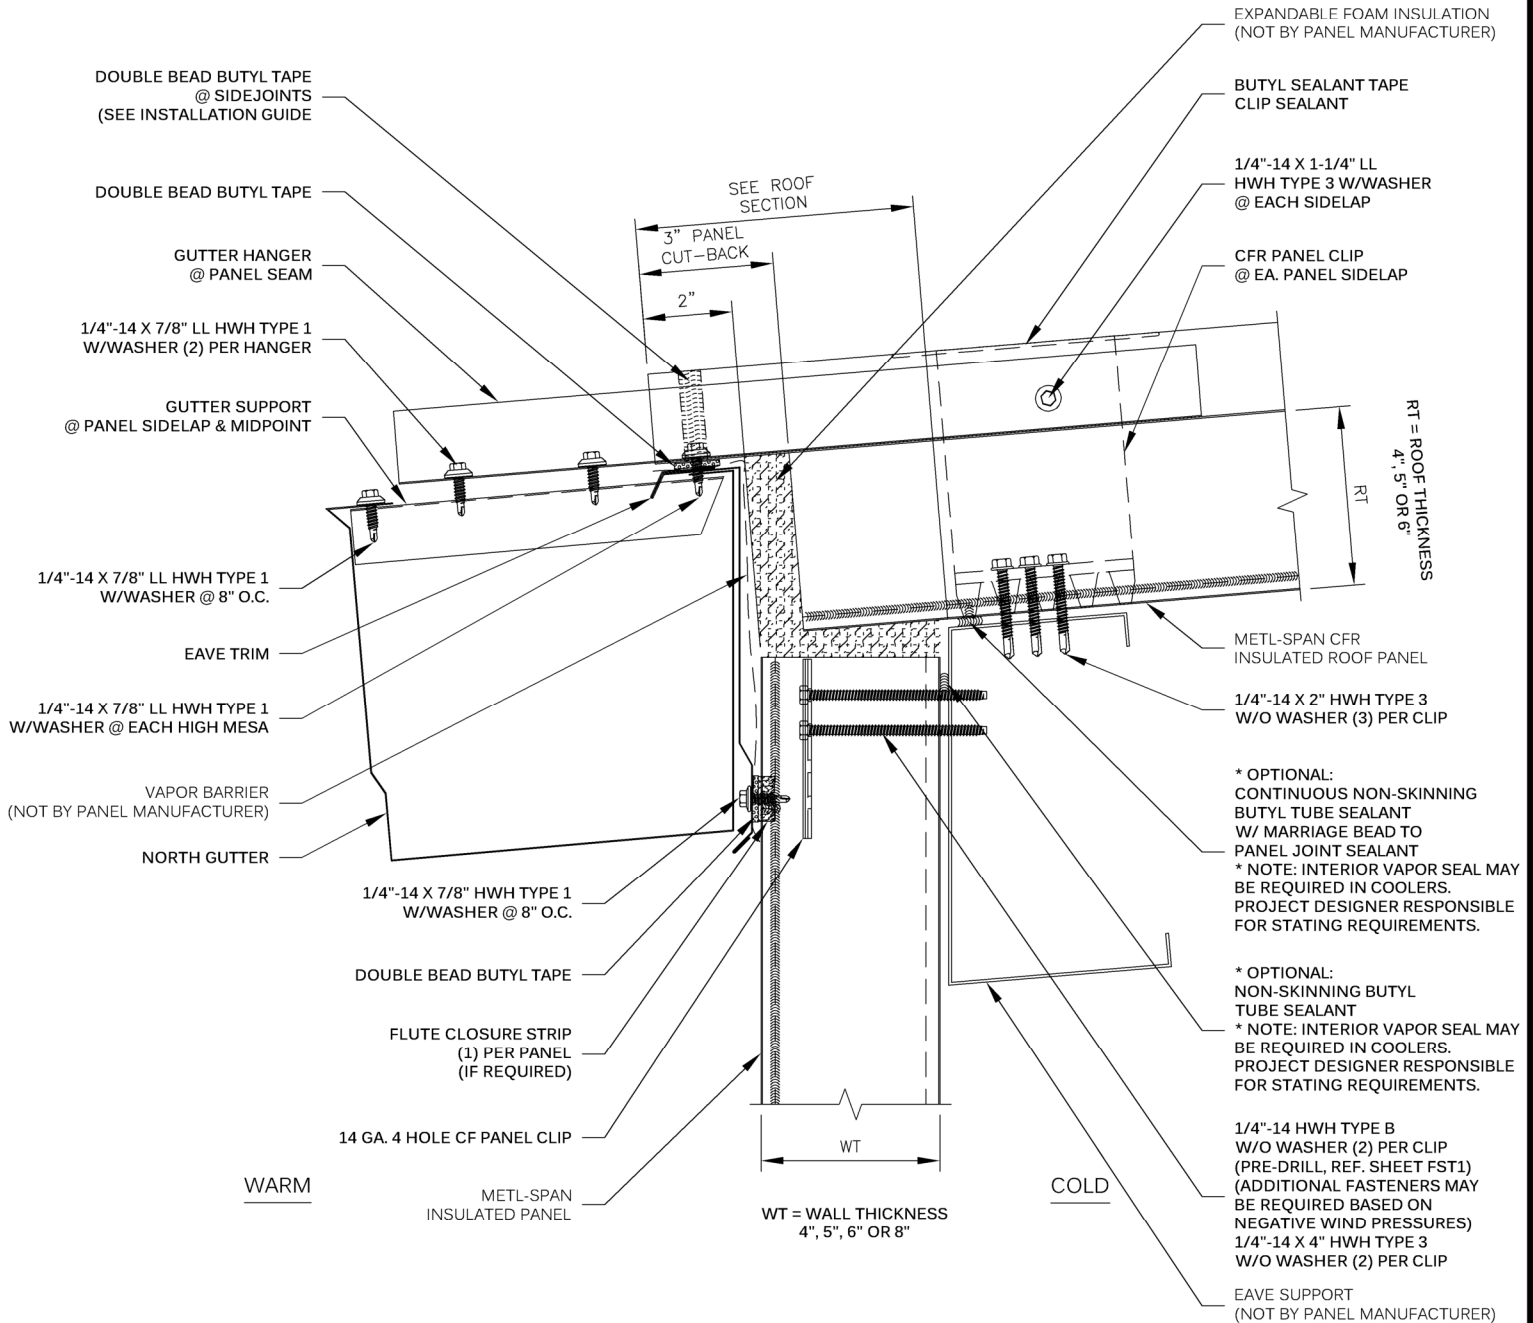 EXPANDABLE FOAM INSULATION
(NOT BY PANEL MANUFACTURER)
DOUBLE BEAD BUTYL TAPE
@ SIDEJOINTS
(SEE INSTALLATION GUIDE
BUTYL SEALANT TAPE
CLIP SEALANT
DOUBLE BEAD BUTYL TAPE
1/4"-14 X 1-1/4" LL
HWH TYPE 3 W/WASHER
@ EACH SIDELAP
SEE ROOF
SECTION
3" PANEL
CUT-BACK
2"
GUTTER HANGER
@ PANEL SEAM
CFR PANEL CLIP
@ EA. PANEL SIDELAP
1/4"-14 X 7/8" LL HWH TYPE 1
W/WASHER (2) PER HANGER
GUTTER SUPPORT
@ PANEL SIDELAP & MIDPOINT
RT = ROOF THICKNESS
4", 5" OR 6"
RT
1/4"-14 X 7/8" LL HWH TYPE 1
W/WASHER @ 8" O.C.
EAVE TRIM
METL-SPAN CFR
INSULATED ROOF PANEL
1/4"-14 X 7/8" LL HWH TYPE 1
W/WASHER @ EACH HIGH MESA
1/4"-14 X 2" HWH TYPE 3
W/O WASHER (3) PER CLIP
VAPOR BARRIER
(NOT BY PANEL MANUFACTURER)
* OPTIONAL:
CONTINUOUS NON-SKINNING
BUTYL TUBE SEALANT
W/ MARRIAGE BEAD TO
PANEL JOINT SEALANT
* NOTE: INTERIOR VAPOR SEAL MAY
BE REQUIRED IN COOLERS.
PROJECT DESIGNER RESPONSIBLE
FOR STATING REQUIREMENTS.
NORTH GUTTER
1/4"-14 X 7/8" HWH TYPE 1
W/WASHER @ 8" O.C.
DOUBLE BEAD BUTYL TAPE
* OPTIONAL:
NON-SKINNING BUTYL
TUBE SEALANT
* NOTE: INTERIOR VAPOR SEAL MAY
BE REQUIRED IN COOLERS.
PROJECT DESIGNER RESPONSIBLE
FOR STATING REQUIREMENTS.
FLUTE CLOSURE STRIP
(1) PER PANEL
(IF REQUIRED)
14 GA. 4 HOLE CF PANEL CLIP
1/4"-14 HWH TYPE B
W/O WASHER (2) PER CLIP
(PRE-DRILL, REF. SHEET FST1)
(ADDITIONAL FASTENERS MAY
BE REQUIRED BASED ON
NEGATIVE WIND PRESSURES)
1/4"-14 X 4" HWH TYPE 3
W/O WASHER (2) PER CLIP
WT
WARM
COLD
METL-SPAN
INSULATED PANEL
WT = WALL THICKNESS
4", 5", 6" OR 8"
EAVE SUPPORT
(NOT BY PANEL MANUFACTURER)